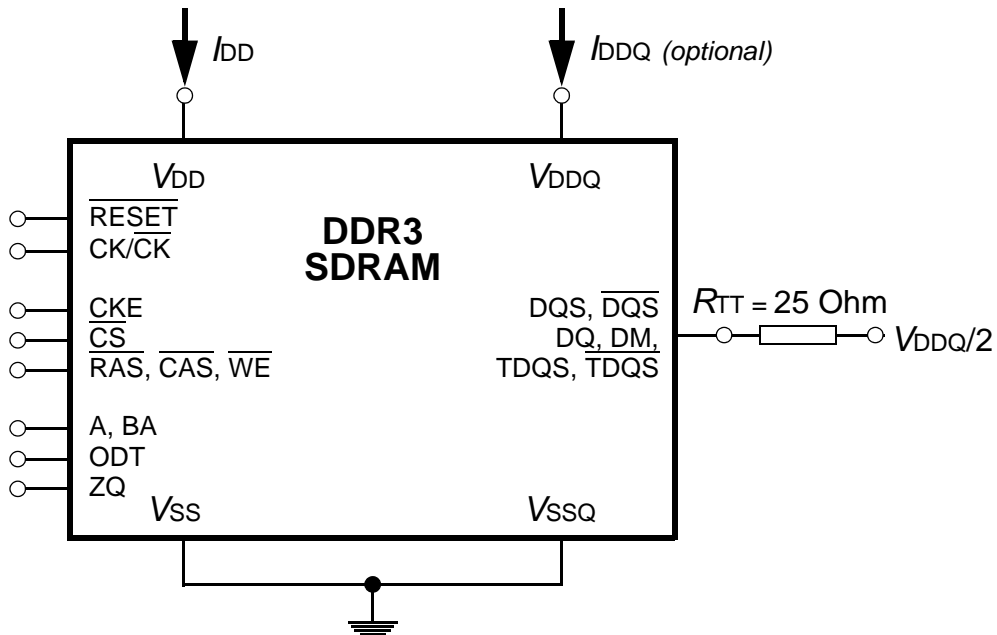 IDD
IDDQ (optional)
VDD
VDDQ
RESET
CK/CK
DDR3
SDRAM
CKE
CS
RAS, CAS, WE
DQS, DQS
DQ, DM,
TDQS, TDQS
RTT = 25 Ohm
VDDQ/2
A, BA
ODT
ZQ
VSS
VSSQ